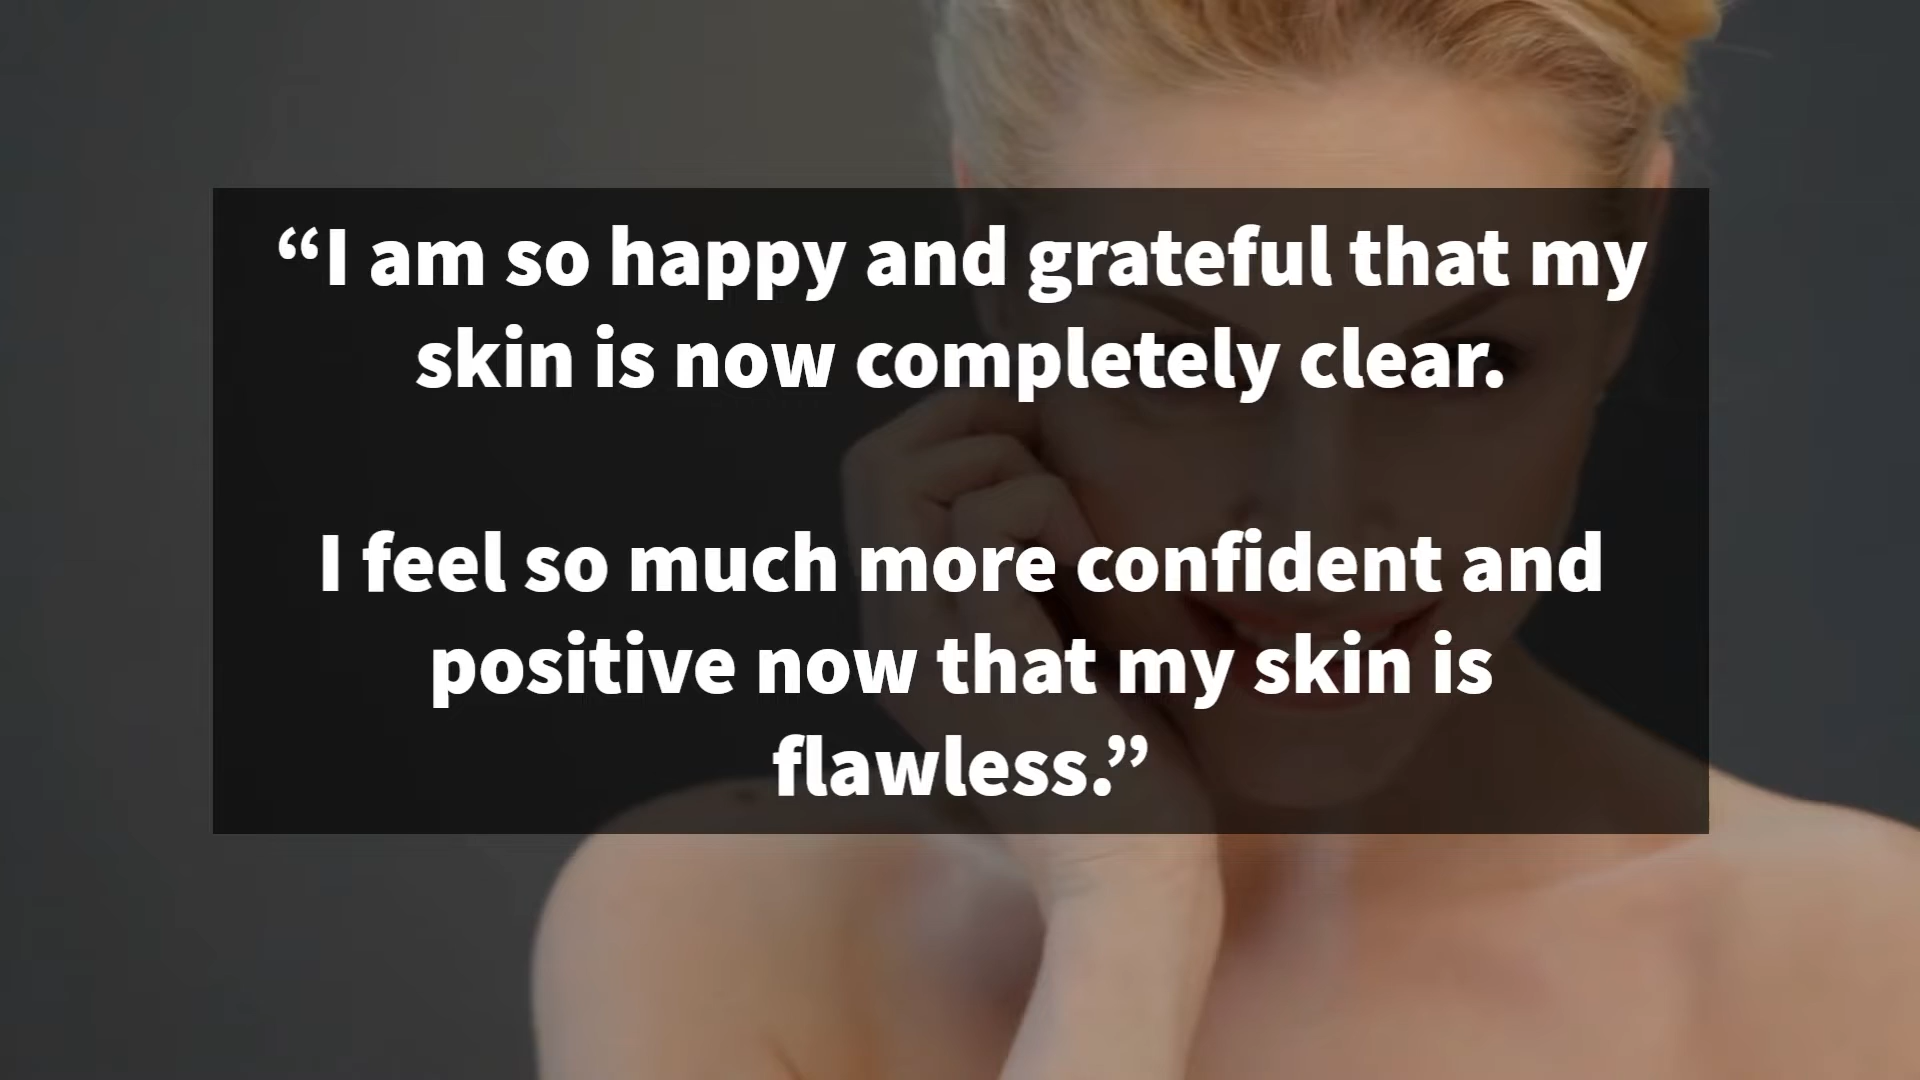 “I am so happy and grateful that my
skin is now completely clear.
I feel so much more confident and
positive now that my skin is
flawless.”